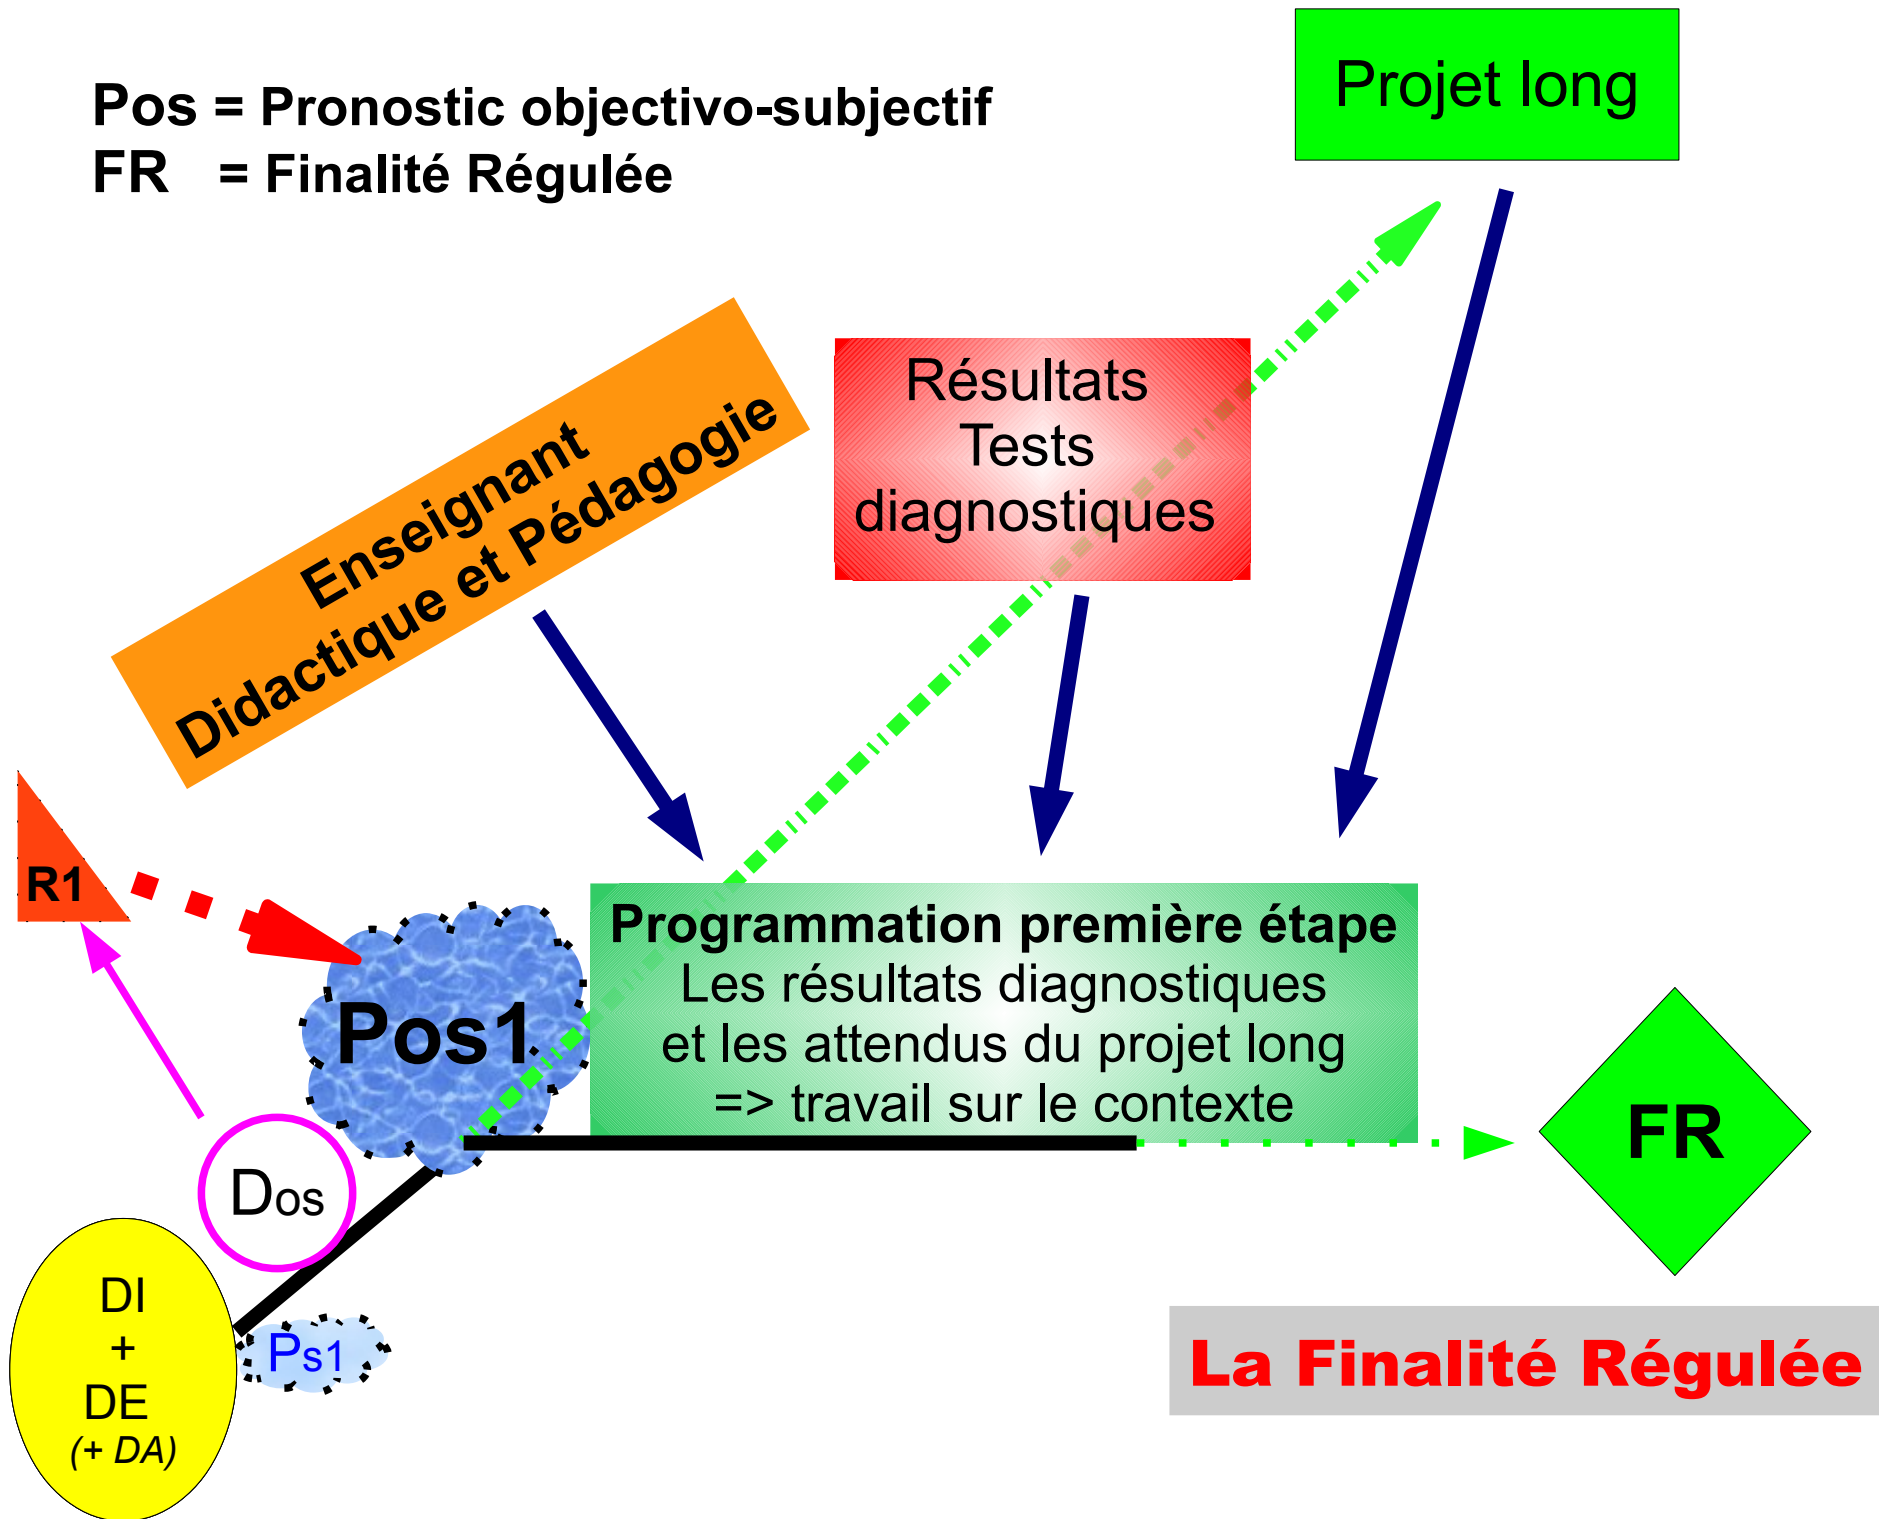 Projet long
Pos = Pronostic objectivo-subjectif
FR = Finalité Régulée
Enseignant
Didactique et Pédagogie
Résultats
Tests
diagnostiques
R1
Pos1
Programmation première étape
Les résultats diagnostiques
et les attendus du projet long
=> travail sur le contexte
FR
Dos
DI
+
DE
(+ DA)
Ps1
La Finalité Régulée